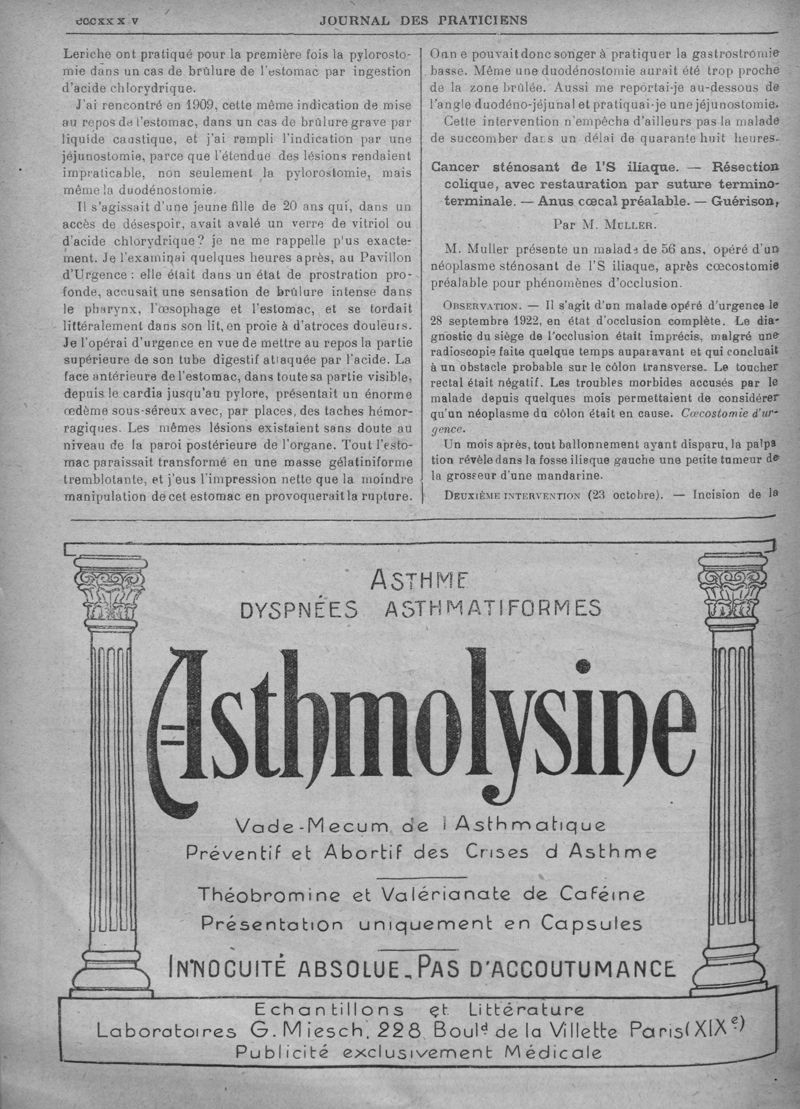 cccxx x v
JOURNAL DES PRATICIENS
Leriche ont pratiqué pour la première fois la pylorosto-
mie dans un cas de brûlure de l'estomac par ingestion
d'acide chlorydrique.
J'ai rencontré en 1909, cette même indication de mise
au repos de l'estomac, dans un cas de brûlure grave par
liquide caustique, et j'ai rempli l'indication par une
jéjunostomie, parce que l'étendue des lésions rendaient
impraticable, non seulement la pylorostomie, mais
même la duodénostomie.
Il s'agissait d'une jeune fille de 20 ans qui, dans un
accès de désespoir, avait avalé un verre de vitriol ou
d'acide chlorydrique? je ne me rappelle p'us exacte-
ment. Je l'examinai quelques heures après, au Pavillon
d'Urgence : elle était dans un état de prostration pro-
fonde, accusait une sensation de brûlure intense dans
le pharynx, l'œsophage et l'estomac, et se tordait
littéralement dans son lit, en proie à d'atroces douleurs.
Je l'opérai d'urgence en vue de mettre au repos la partie
supérieure de son tube digestif attaquée par l'acide. La
face antérieure de l'estomac, dans toute sa partie visible,
depuis le cardia jusqu'au pylore, présentait un énorme
œdème sous-séreux avec, par places, des taches hémor-
ragiques. Les mêmes lésions existaient sans doute au
niveau de la paroi postérieure de l'organe. Tout l'esto-
mac paraissait transformé en une masse gélatiniforme
tremblotante, et j'eus l'impression nette que la moindre
manipulation de cet estomac en provoquerait la rupture.
Oan e pouvait donc songer à pratiquer la gastrostromie
basse. Même une duodénostomie aurait été trop proche
de la zone brûlée. Aussi me reportai-je au-dessous de
l'angle duodéno-jéjunal et pratiquai-je une jéjunostomie.
Cette intervention n'empêcha d'ailleurs pas la malade
de succomber dans un délai de quarante huit heures.
Cancer sténosant de l'S iliaque. — Résection
colique, avec restauration par suture termino-
terminale. — Anus cœcal préalable. — Guérison,
Par M. MULLER.
M. Muller présente un malade de 56 ans, opéré d'un
néoplasme sténosant de l'S iliaque, après cœcostomie
préalable pour phénomènes d'occlusion.
OBSERVATION. — Il s'agit d'un malade opéré d'urgence le
28 septembre 1922, en état d'occlusion complète. Le dia-
gnostic du siège de l'occlusion était imprécis, malgré une
radioscopie faite quelque temps auparavant et qui concluait
à un obstacle probable sur le côlon transverse. Le toucher
rectal était négatif. Les troubles morbides accusés par le
malade depuis quelques mois permettaient de considérer
qu'un néoplasme du côlon était en cause. Cœcostomie d'ur-
gence.
Un mois après, tout ballonnement ayant disparu, la palpa
tion révèle dans la fosse iliaque gauche une petite tumeur de
la grosseur d'une mandarine.
DEUXIÈME INTERVENTION (23 octobre). — Incision de la
ASTHME
DYSPNÉES ASTHMATIFORMES
Asthmolysine
Vade-Mecum de l Asthmatique
Préventif et Abortif des Crises d Asthme
Théobromine et Valérianate de Caféine
Présentation uniquement en Capsules
INNOCUITÉ ABSOLUE. PAS D'ACCOUTUMANCE
Echantillons et Littérature
Laboratoires G. Miesch. 228 Boul.d de la Villette Paris (XIXe)
Publicité exclusivement Médicale